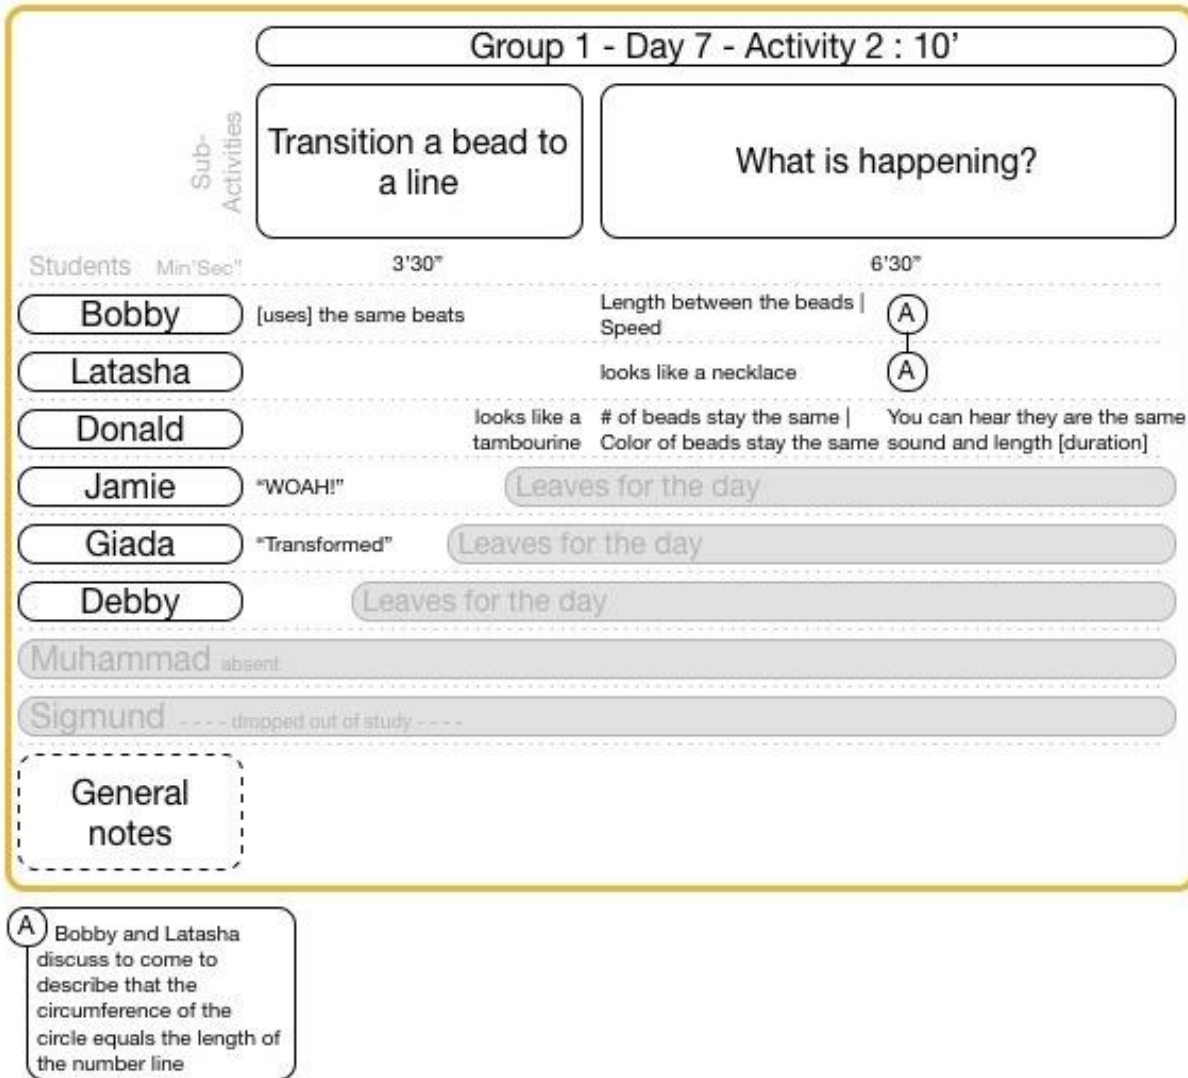 Group 1 - Day 7 - Activity 2 : 10’
Sub-
Activities
Transition a bead to
a line
What is happening?
Students Min’Sec”
3’30”
6’30”
Bobby
[uses] the same beats
Length between the beads |
Speed
A
Latasha
looks like a necklace
A
Donald
looks like a
tambourine
# of beads stay the same |
Color of beads stay the same
You can hear they are the same
sound and length [duration]
Jamie
“WOAH!”
Leaves for the day
Giada
“Transformed”
Leaves for the day
Debby
Leaves for the day
Muhammad absent
Sigmund - - - - dropped out of study - - - -
General
notes
A
Bobby and Latasha
discuss to come to
describe that the
circumference of the
circle equals the length of
the number line